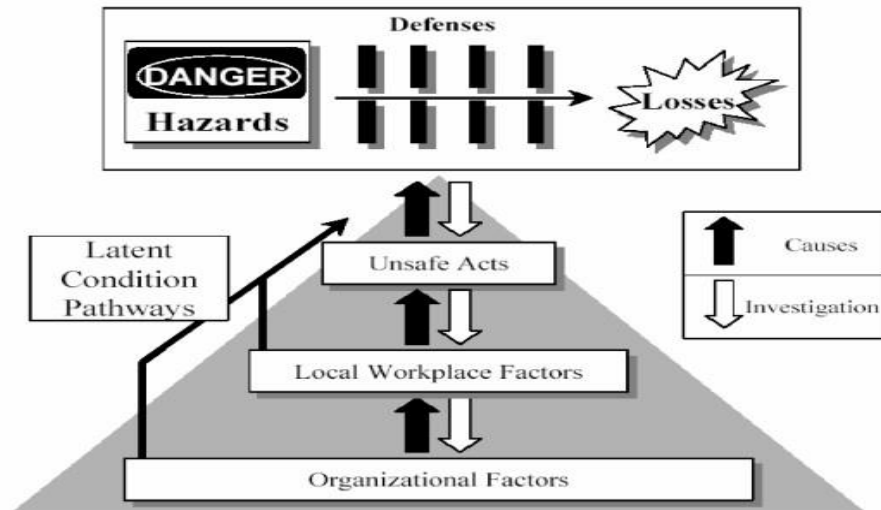 Defenses
DANGER
Hazards
Losses
Latent
Condition
Pathways
Unsafe Acts
Causes
Investigation
Local Workplace Factors
Organizational Factors